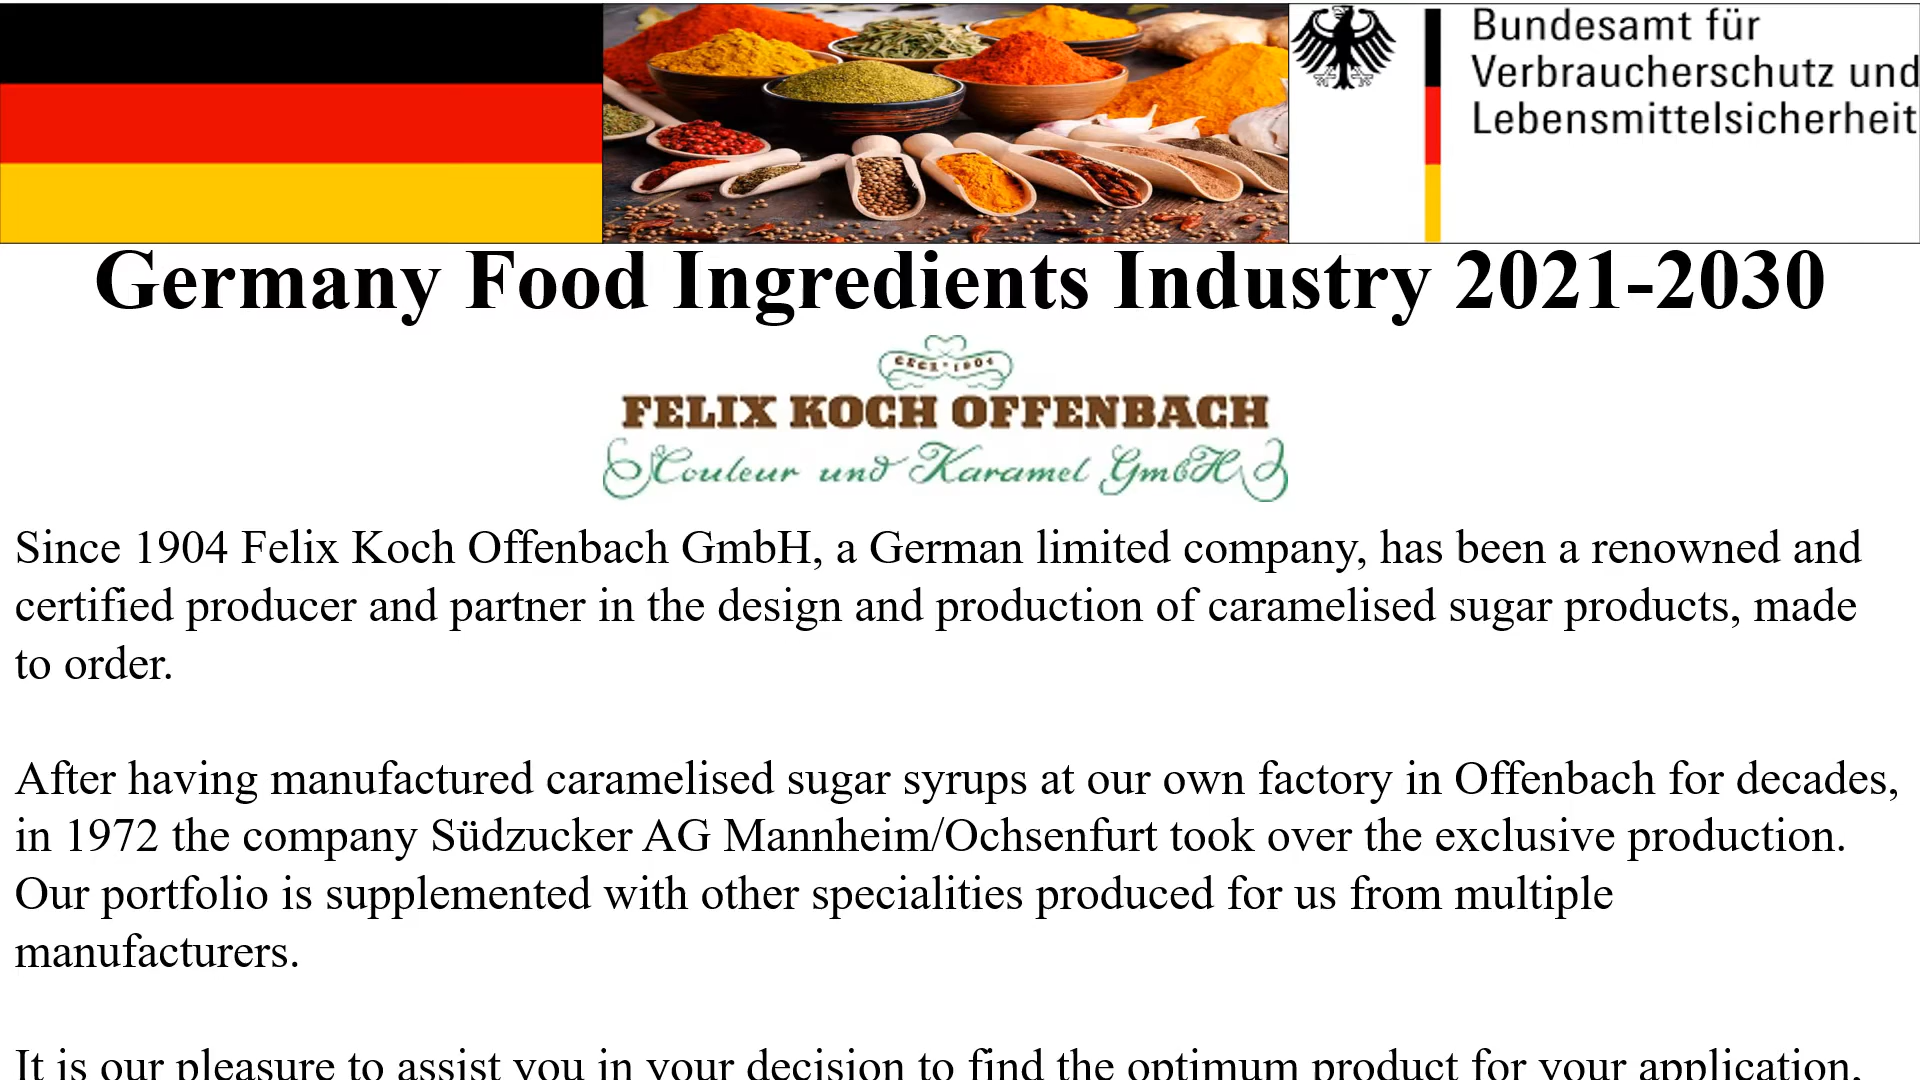 Bundesamt für
Verbraucherschutz und
Lebensmittelsicherheit
Germany Food Ingredients Industry 2021-2030
1904
FELIX KOCH OFFENBACH
Couleur und Karamel GmbH
Since 1904 Felix Koch Offenbach GmbH, a German limited company, has been a renowned and
certified producer and partner in the design and production of caramelised sugar products, made
to order.
After having manufactured caramelised sugar syrups at our own factory in Offenbach for decades,
in 1972 the company Südzucker AG Mannheim/Ochsenfurt took over the exclusive production.
Our portfolio is supplemented with other specialities produced for us from multiple
manufacturers.
It is our pleasure to assist you in your decision to find the optimum product for your application,